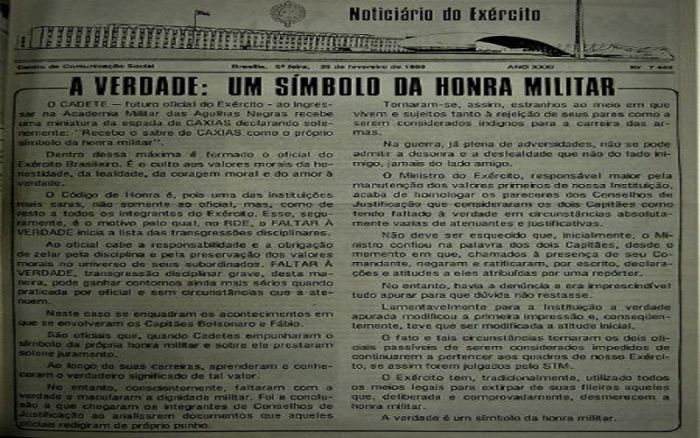 Noticiário do Exército
Centro de Comunicação Social Brasília, 5ª feira, 25 de fevereiro de ANO XXXI Nr 7.449
A VERDADE: UM SÍMBOLO DA HONRA MILITAR
O CADETE — futuro oficial do Exército - ao ingres-
sar na Academia Militar das Agulhas Negras recebe
uma miniatura da espada de CAXIAS declarando sole-
nemente: "Recebo o sabre de CAXIAS como o próprio
símbolo da honra militar".
Dentro dessa máxima é formado o oficial do
Exército Brasileiro. E é o culto aos valores morais da ho-
nestidade, da lealdade, da coragem moral e do amor à
verdade.
O Código de Honra é, pois uma das instituições
mais caras, não somente ao oficial, mas, como de
resto a todos os integrantes do Exército. Esse, segu-
ramente, é o motivo pelo qual, no RDE, o FALTAR À
VERDADE inicia a lista das transgressões disciplinares.
Ao oficial cabe a responsabilidade e a obrigação
de zelar pela disciplina e pela preservação dos valores
morais no universo de seus subordinados. FALTAR À
VERDADE, transgressão disciplinar grave, desta ma-
neira, pode ganhar contornos ainda mais sérios quando
praticada por oficial e sem circunstâncias que a ate-
nuem.
Neste caso se enquadram os acontecimentos em
que se envolveram os Capitães Bolsonaro e Fábio.
São oficiais que, quando Cadetes empunharam o
símbolo da própria honra militar e sobre ele prestaram
solene juramento.
Ao longo de suas carreiras, aprenderam e conhe-
ceram o verdadeiro significado de tal valor.
No entanto, conscientemente, faltaram com a
verdade e macularam a dignidade militar. Foi a conclu-
são a que chegaram os integrantes de Conselhos de
Justificação ao analisarem documentos que aqueles
oficiais redigiram de próprio punho.
Tornaram-se, assim, estranhos ao meio em que
vivem e sujeitos tanto à rejeição de seus pares como a
serem considerados indignos para a carreira das ar-
mas.
Na guerra, já plena de adversidades, não se pode
admitir a desonra e a deslealdade que não do lado ini-
migo, jamais do lado amigo.
O Ministro do Exército, responsável maior pela
manutenção dos valores primeiros de nossa Instituição,
acaba de homologar os pareceres dos Conselhos de
Justificação que consideraram os dois Capitães como
tendo faltado à verdade em circunstâncias absoluta-
mente vazias de atenuantes e justificativas.
Não deve ser esquecido que, inicialmente, o Mi-
nistro confiou na palavra dos dois Capitães, desde o
momento em que, chamados à presença de seu Co-
mandante, negaram e ratificaram, por escrito, declara-
ções e atitudes a eles atribuídas por uma repórter.
No entanto, havia a denúncia e era imprescindível
tudo apurar para que dúvida não restasse.
Lamentavelmente para a Instituição a verdade
apurada modificou a primeira impressão e, conseqüen-
temente, teve que ser modificada a atitude inicial.
O fato e tais circunstâncias tornaram os dois ofi-
ciais passíveis de serem considerados impedidos de
continuarem a pertencer aos quadros de nosso Exérci-
to, se assim forem julgados pelo STM.
O Exército tem, tradicionalmente, utilizado todos
os meios legais para extirpar de suas fileiras aqueles
que, deliberada e comprovadamente, desmerecem a
honra militar.
A verdade é um símbolo da honra militar.